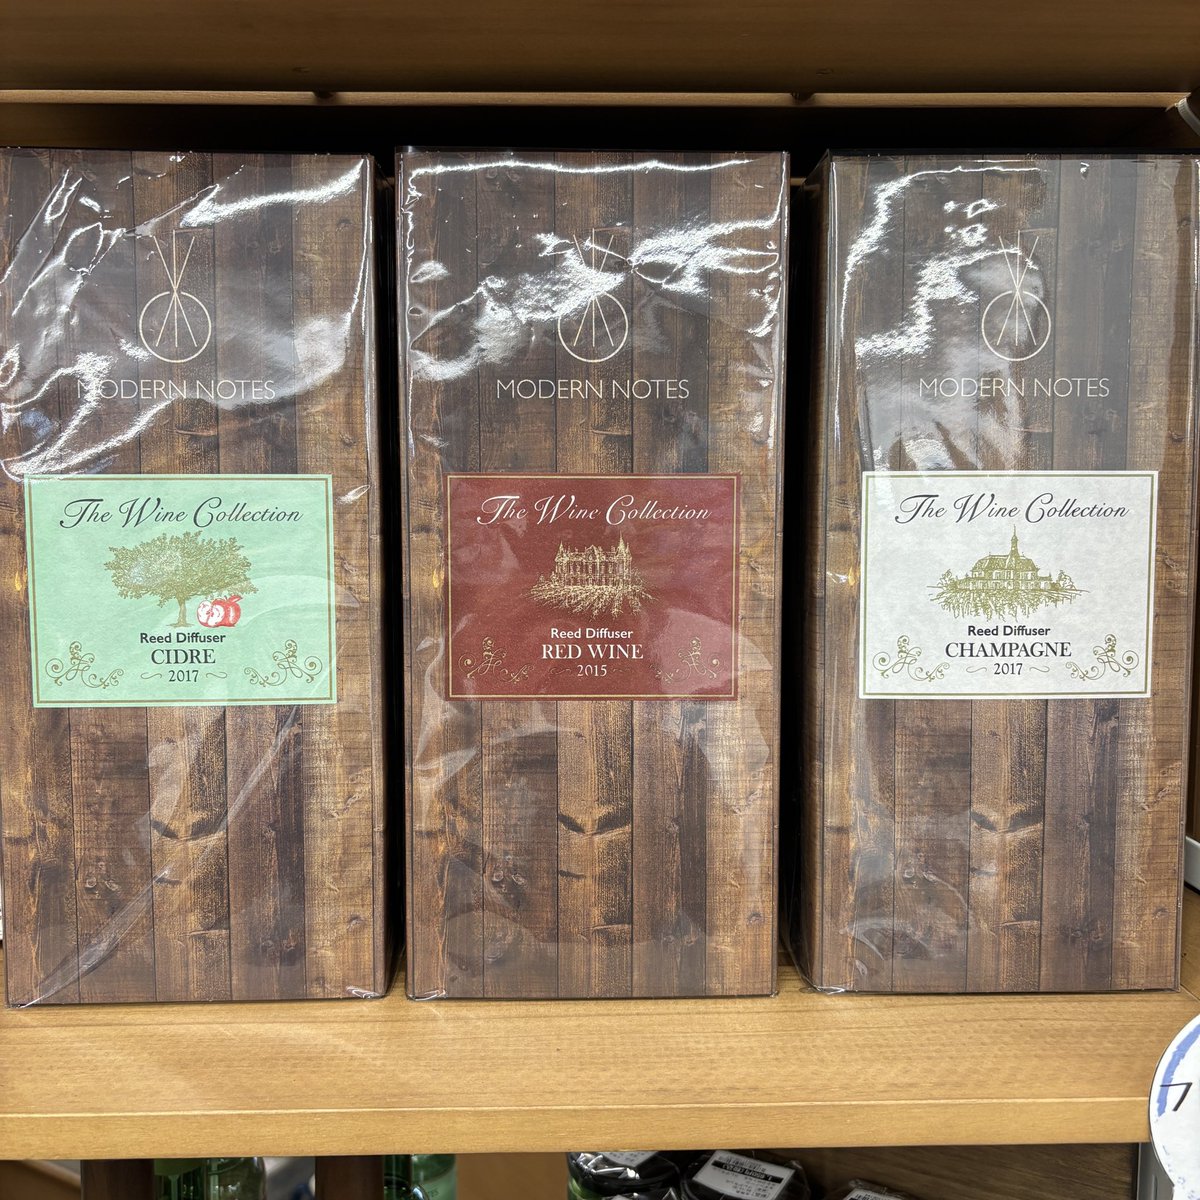 MODERN NOTES
The Wine Collection
Reed Diffuser
CIDRE
2017
MODERN NOTES
The Wine Collection
Reed Diffuser
RED WINE
2015
MODERN NOTES
The Wine Collection
Reed Diffuser
CHAMPAGNE
2017